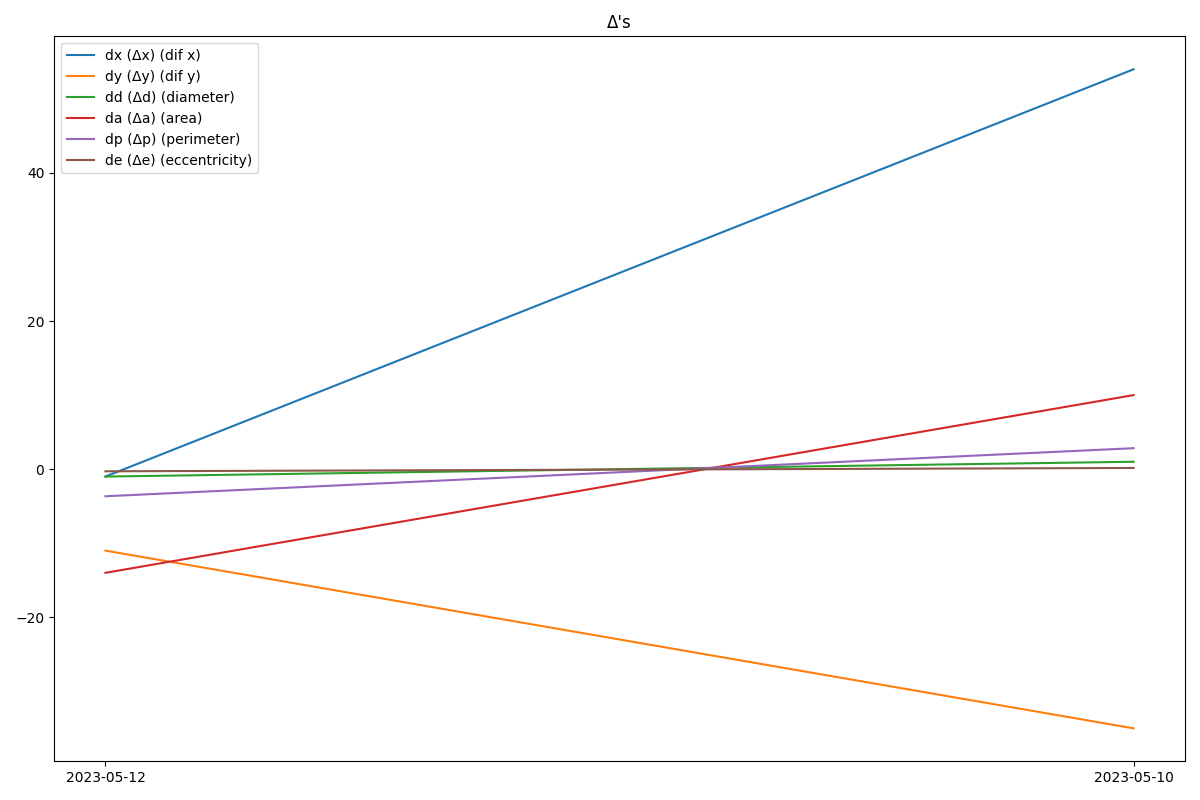 Δ's
dx (Δx) (dif x)
dy (Δy) (dif y)
dd (Δd) (diameter)
da (Δa) (area)
dp (Δp) (perimeter)
de (Δe) (eccentricity)
40
20
0
−20
2023-05-12 2023-05-10